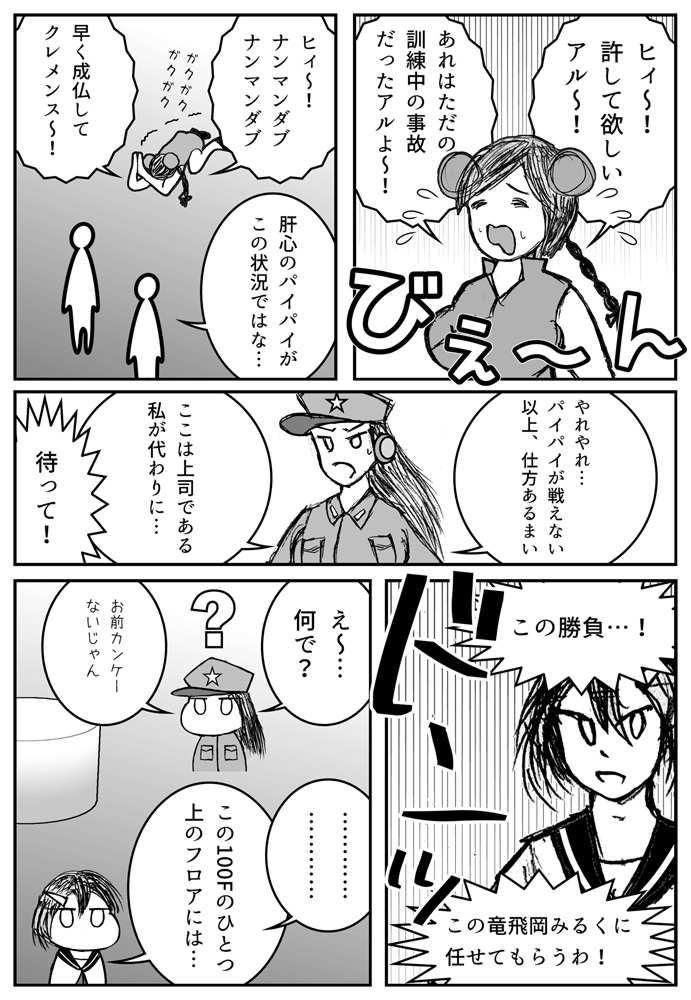 ヒィ～！
許して欲しい
アル～！
あれはただの
訓練中の事故
だったアルよ～！
びぇ～ん
ヒィ～！
ナンマンダブ
ナンマンダブ
ガクガク
ガクガク
早く成仏して
クレメンス～！
肝心のパイパイが
この状況ではな…
やれやれ…
パイパイが戦えない
以上、仕方あるまい
ここは上司である
私が代わりに…
待って！
この勝負…！
ドーーッ
この竜飛岡みるくに
任せてもらうわ！
え～…
何で？
？
お前カンケー
ないじゃん
…………
…………
この100Fのひとつ
上のフロアには…